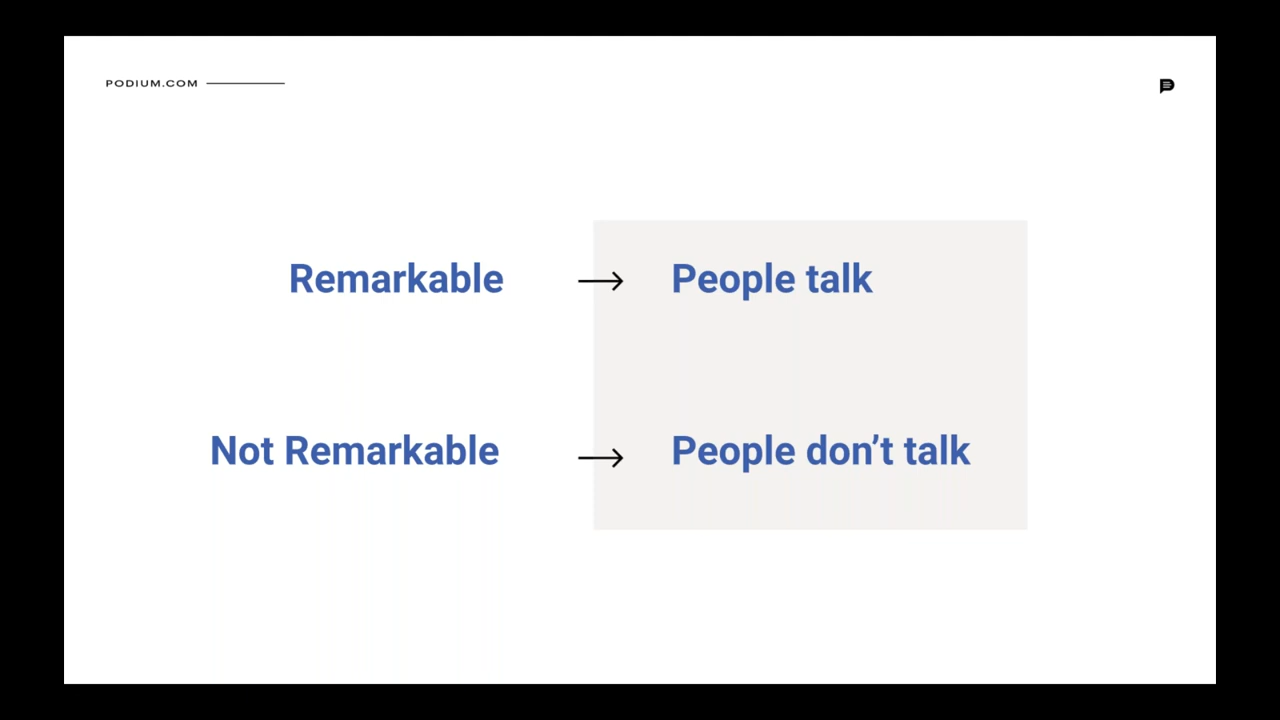 PODIUM.COM
Remarkable → People talk
Not Remarkable → People don’t talk